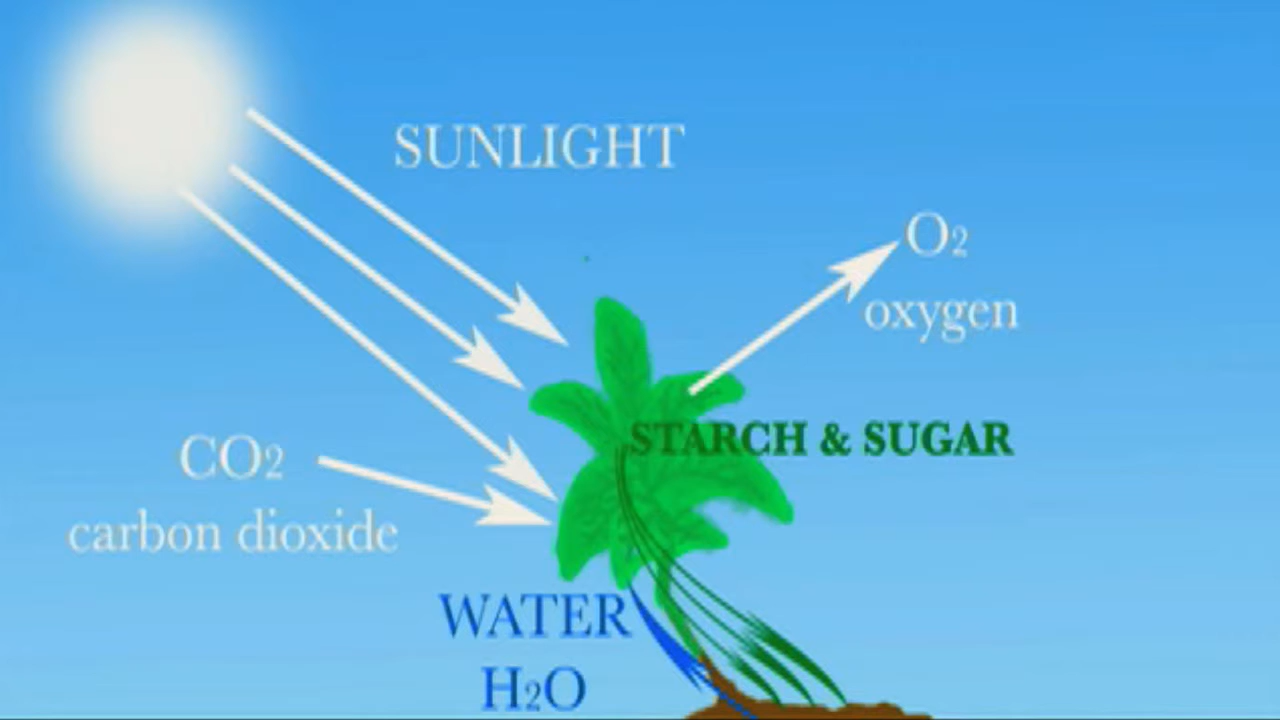 SUNLIGHT
O2
oxygen
STARCH & SUGAR
CO2
carbon dioxide
WATER
H2O